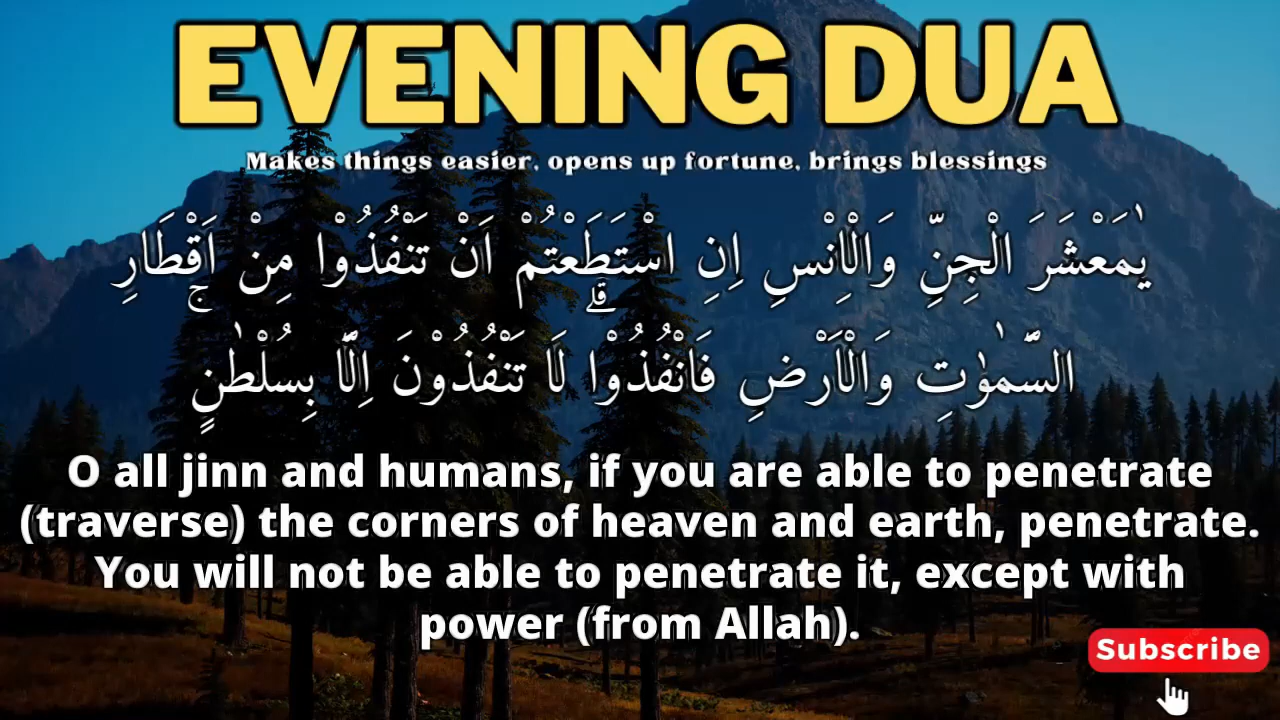 EVENING DUA
Makes things easier, opens up fortune, brings blessings
يٰمَعْشَرَ الْجِنِّ وَالْاِنْسِ اِنِ اسْتَطَعْتُمْ اَنْ تَنْفُذُوْا مِنْ اَقْطَارِ
السَّمٰوٰتِ وَالْاَرْضِ فَانْفُذُوْاۗ لَا تَنْفُذُوْنَ اِلَّا بِسُلْطٰنٍۚ
O all jinn and humans, if you are able to penetrate
(traverse) the corners of heaven and earth, penetrate.
You will not be able to penetrate it, except with
power (from Allah).
Subscribe